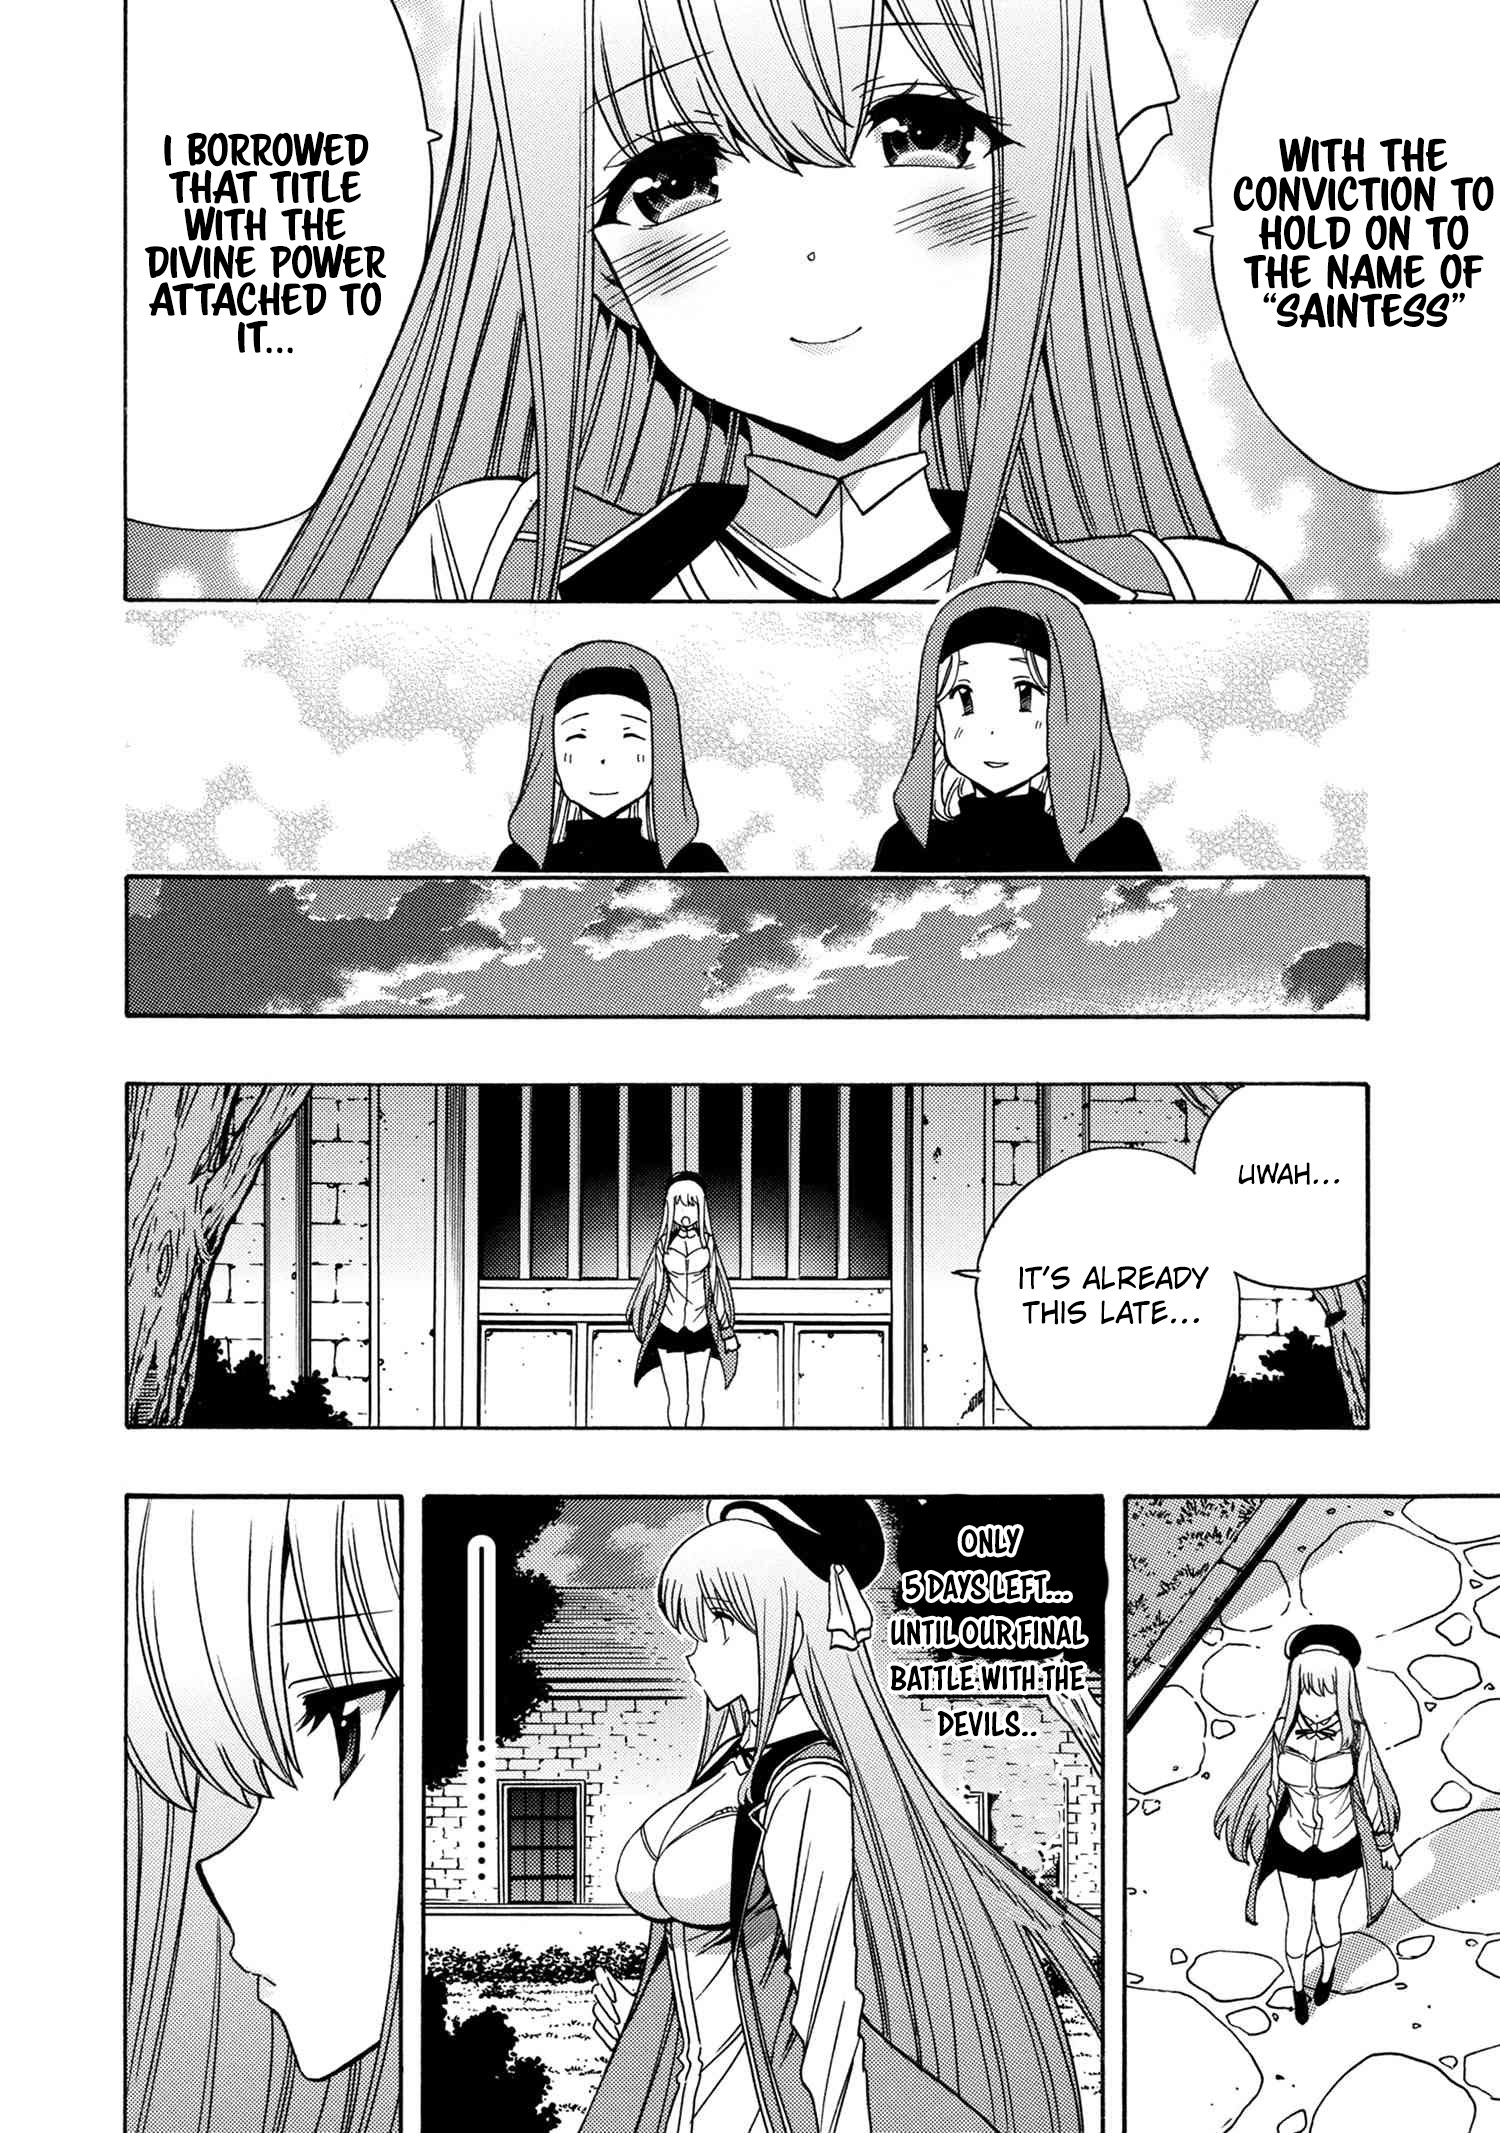 WITH THE
CONVICTION TO
HOLD ON TO
THE NAME OF
“SAINTESS”
I BORROWED
THAT TITLE
WITH THE
DIVINE POWER
ATTACHED TO
IT...
UWAH...
IT'S ALREADY
THIS LATE...
ONLY
5 DAYS LEFT...
UNTIL OUR FINAL
BATTLE WITH THE
DEVILS..